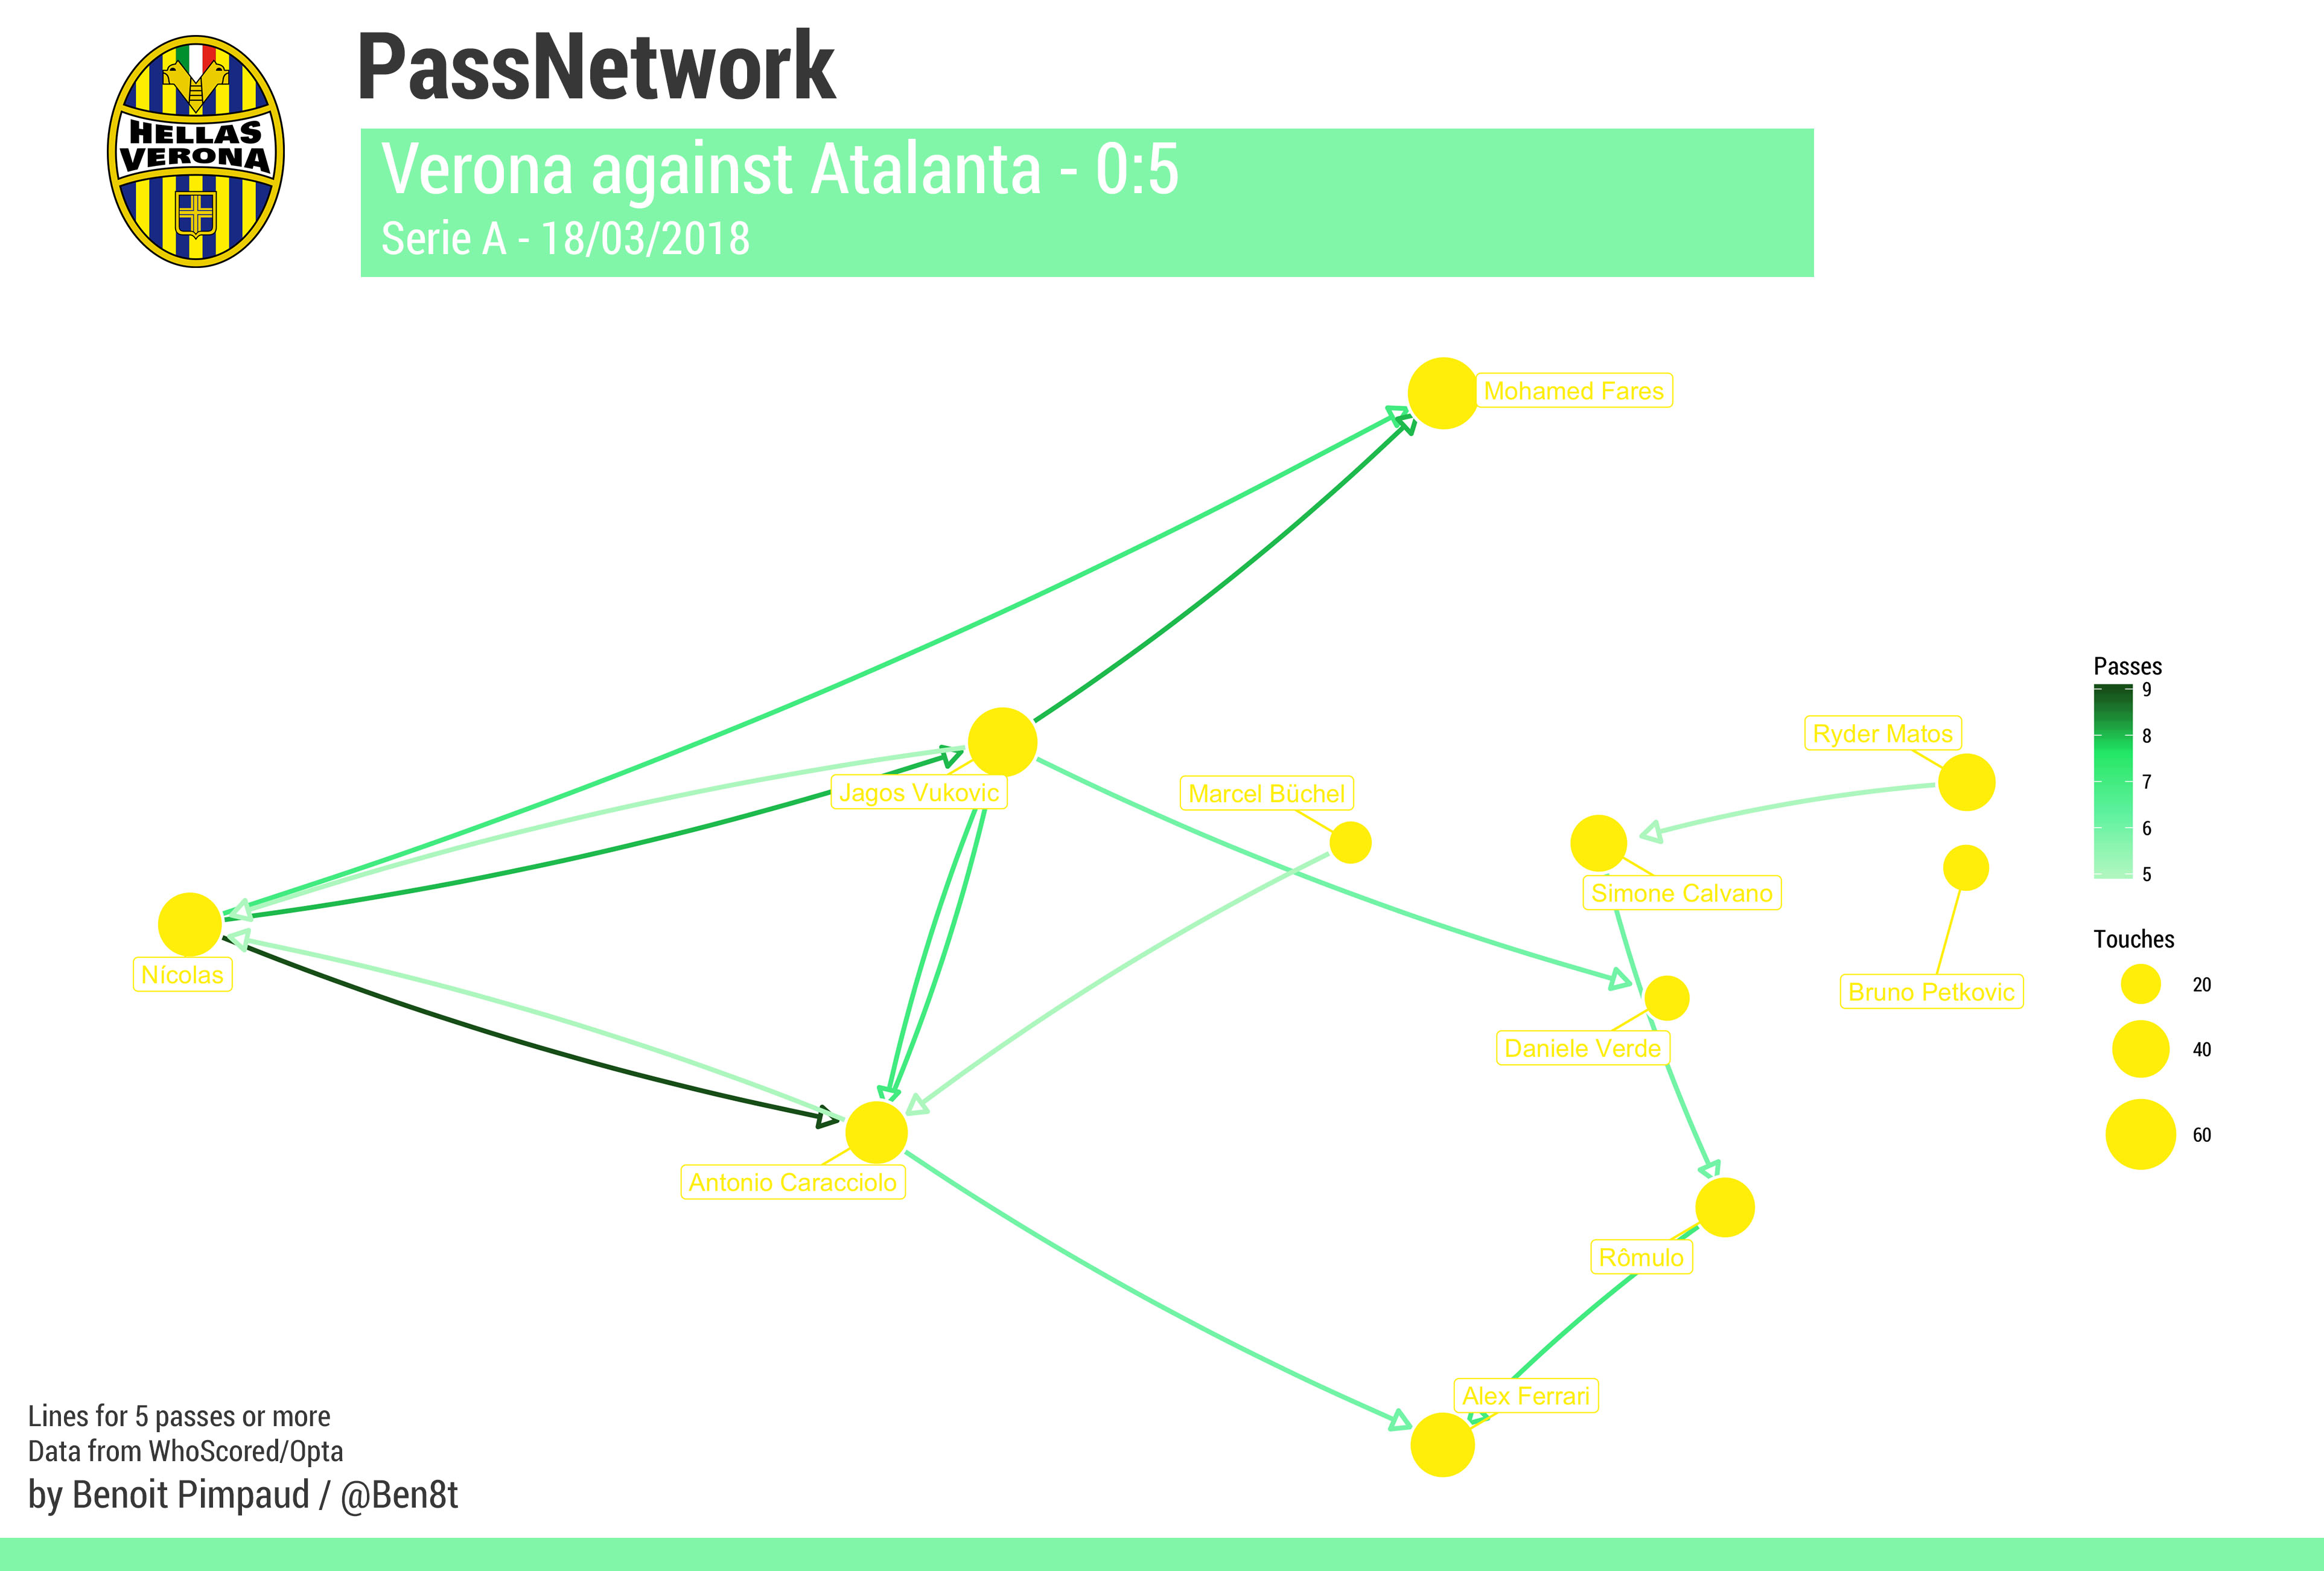 HELLAS
VERONA
PassNetwork
Verona against Atalanta - 0:5
Serie A - 18/03/2018
Mohamed Fares
Jagos Vukovic
Marcel Büchel
Ryder Matos
Simone Calvano
Nícolas
Bruno Petkovic
Daniele Verde
Antonio Caracciolo
Rômulo
Alex Ferrari
Passes
9
8
7
6
5
Touches
20
40
60
Lines for 5 passes or more
Data from WhoScored/Opta
by Benoit Pimpaud / @Ben8t